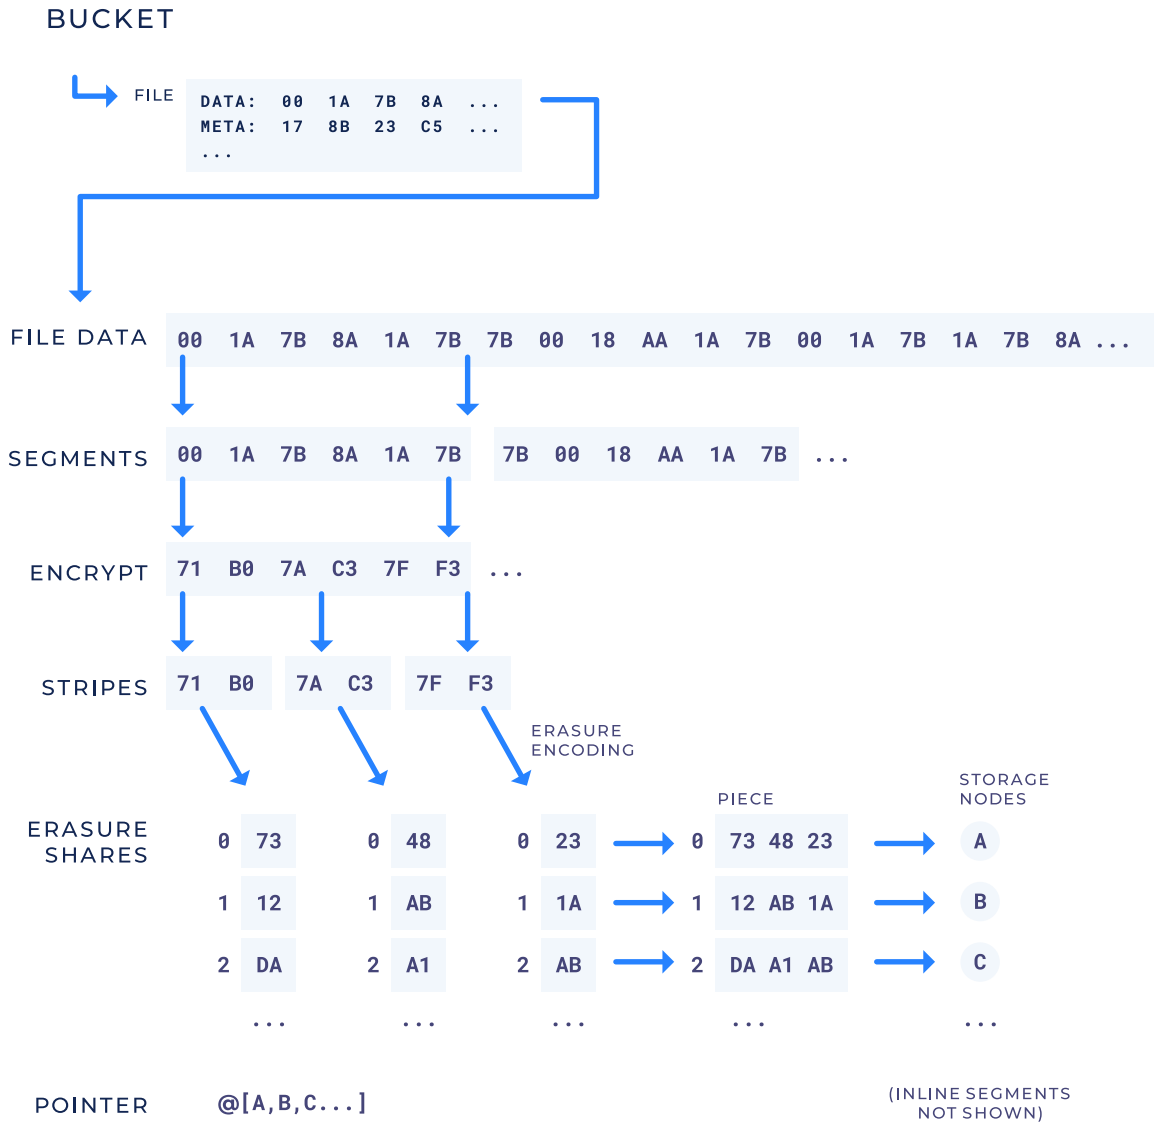 BUCKET
FILE
DATA: 00 1A 7B 8A ...
META: 17 8B 23 C5 ...
...
FILE DATA 00 1A 7B 8A 1A 7B 7B 00 18 AA 1A 7B 00 1A 7B 1A 7B 8A ...
SEGMENTS 00 1A 7B 8A 1A 7B 7B 00 18 AA 1A 7B ...
ENCRYPT 71 B0 7A C3 7F F3 ...
STRIPES 71 B0 7A C3 7F F3
ERASURE
ENCODING
PIECE
STORAGE
NODES
ERASURE
SHARES
0 73 0 48 0 23 0 73 48 23 A
1 12 1 AB 1 1A 1 12 AB 1A B
2 DA 2 A1 2 AB 2 DA A1 AB C
... ... ... ... ...
POINTER @[A,B,C...]
(INLINE SEGMENTS
NOT SHOWN)